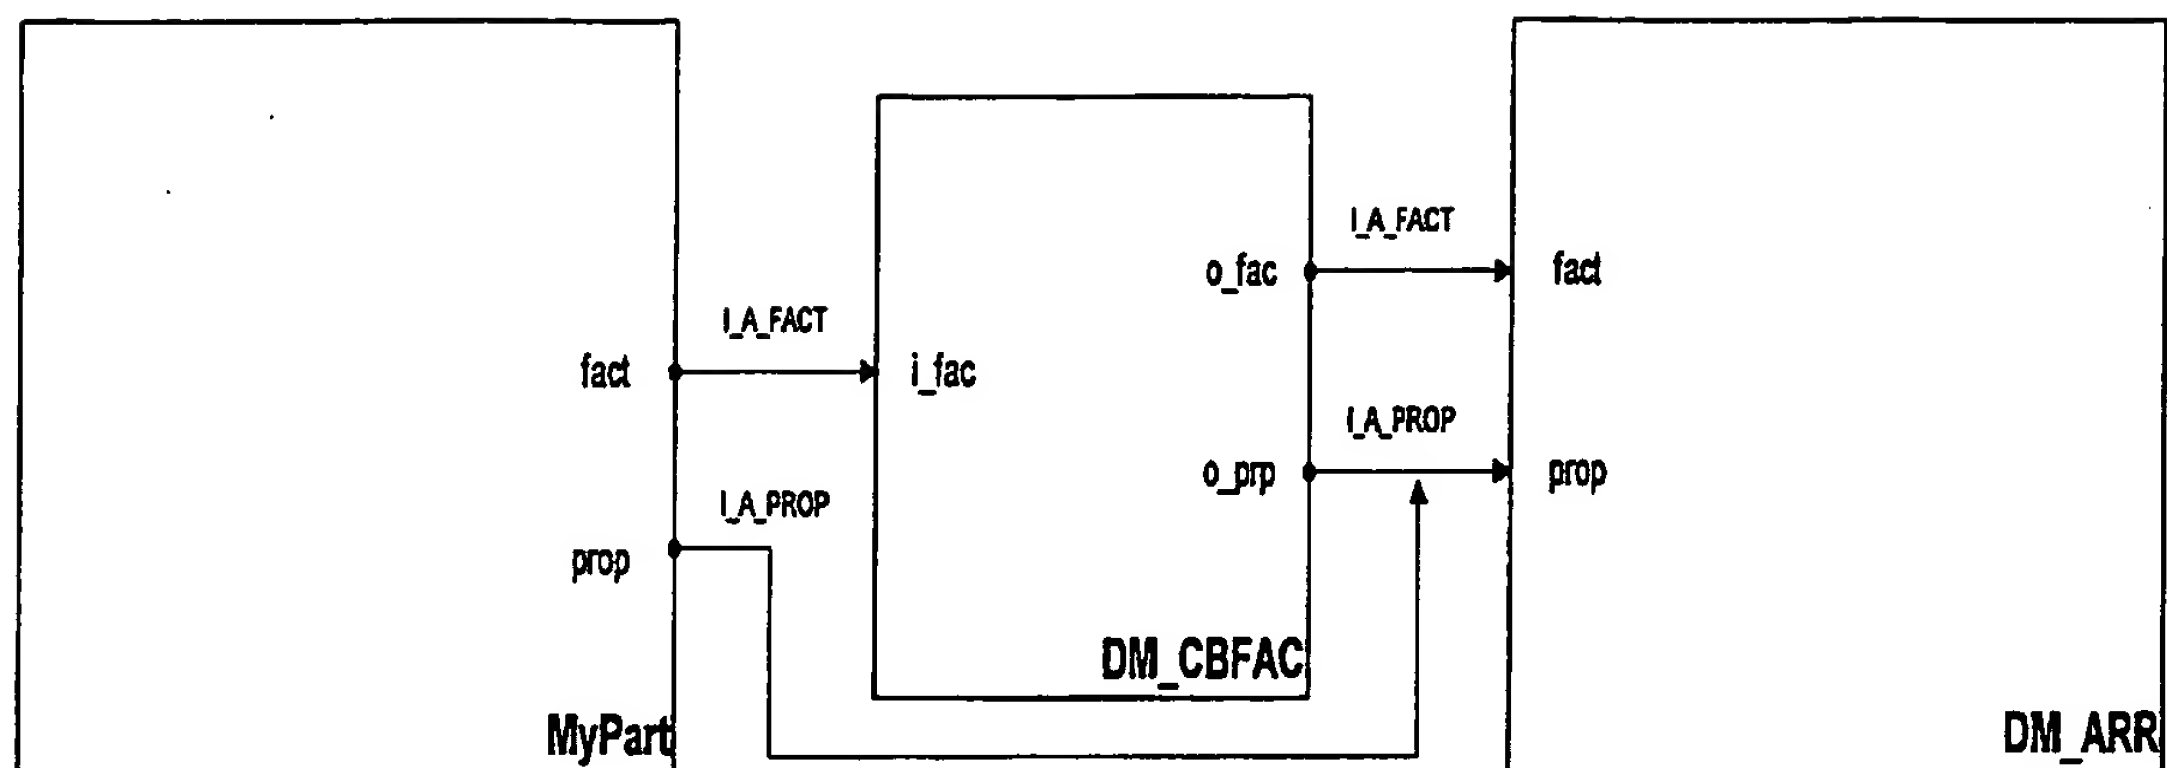 I_A_FACT
o_fac
fact
I_A_FACT
fact
i_fac
I_A_PROP
o_prp
prop
I_A_PROP
prop
DM_CBFAC
MyPart
DM_ARR